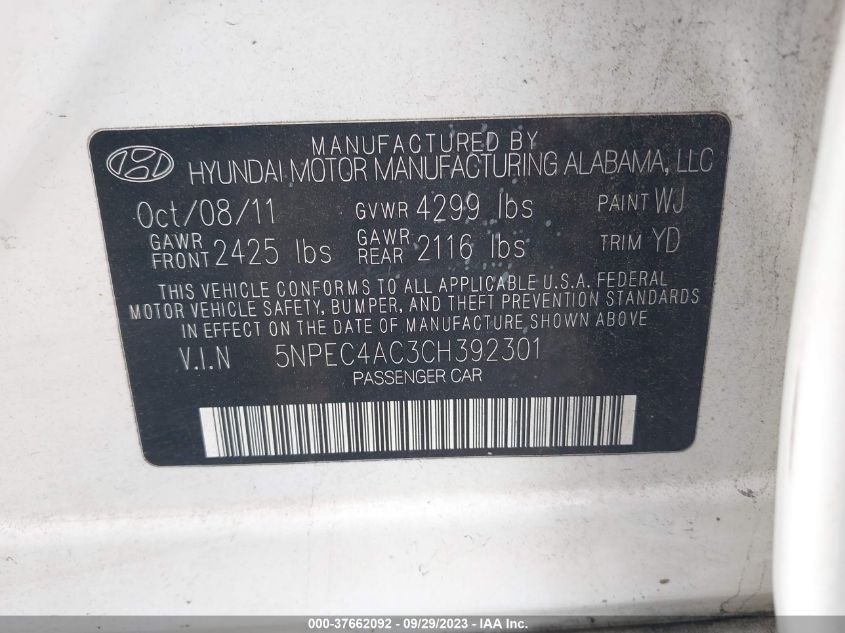 MANUFACTURED BY
HYUNDAI MOTOR MANUFACTURING ALABAMA, LLC
Oct/08/11 GVWR 4299 lbs PAINT WJ
GAWR FRONT 2425 lbs GAWR REAR 2116 lbs TRIM YD
THIS VEHICLE CONFORMS TO ALL APPLICABLE U.S.A. FEDERAL
MOTOR VEHICLE SAFETY, BUMPER, AND THEFT PREVENTION STANDARDS
IN EFFECT ON THE DATE OF MANUFACTURE SHOWN ABOVE.
V.I.N 5NPEC4AC3CH392301
PASSENGER CAR
000-37662092 - 09/29/2023 - IAA Inc.